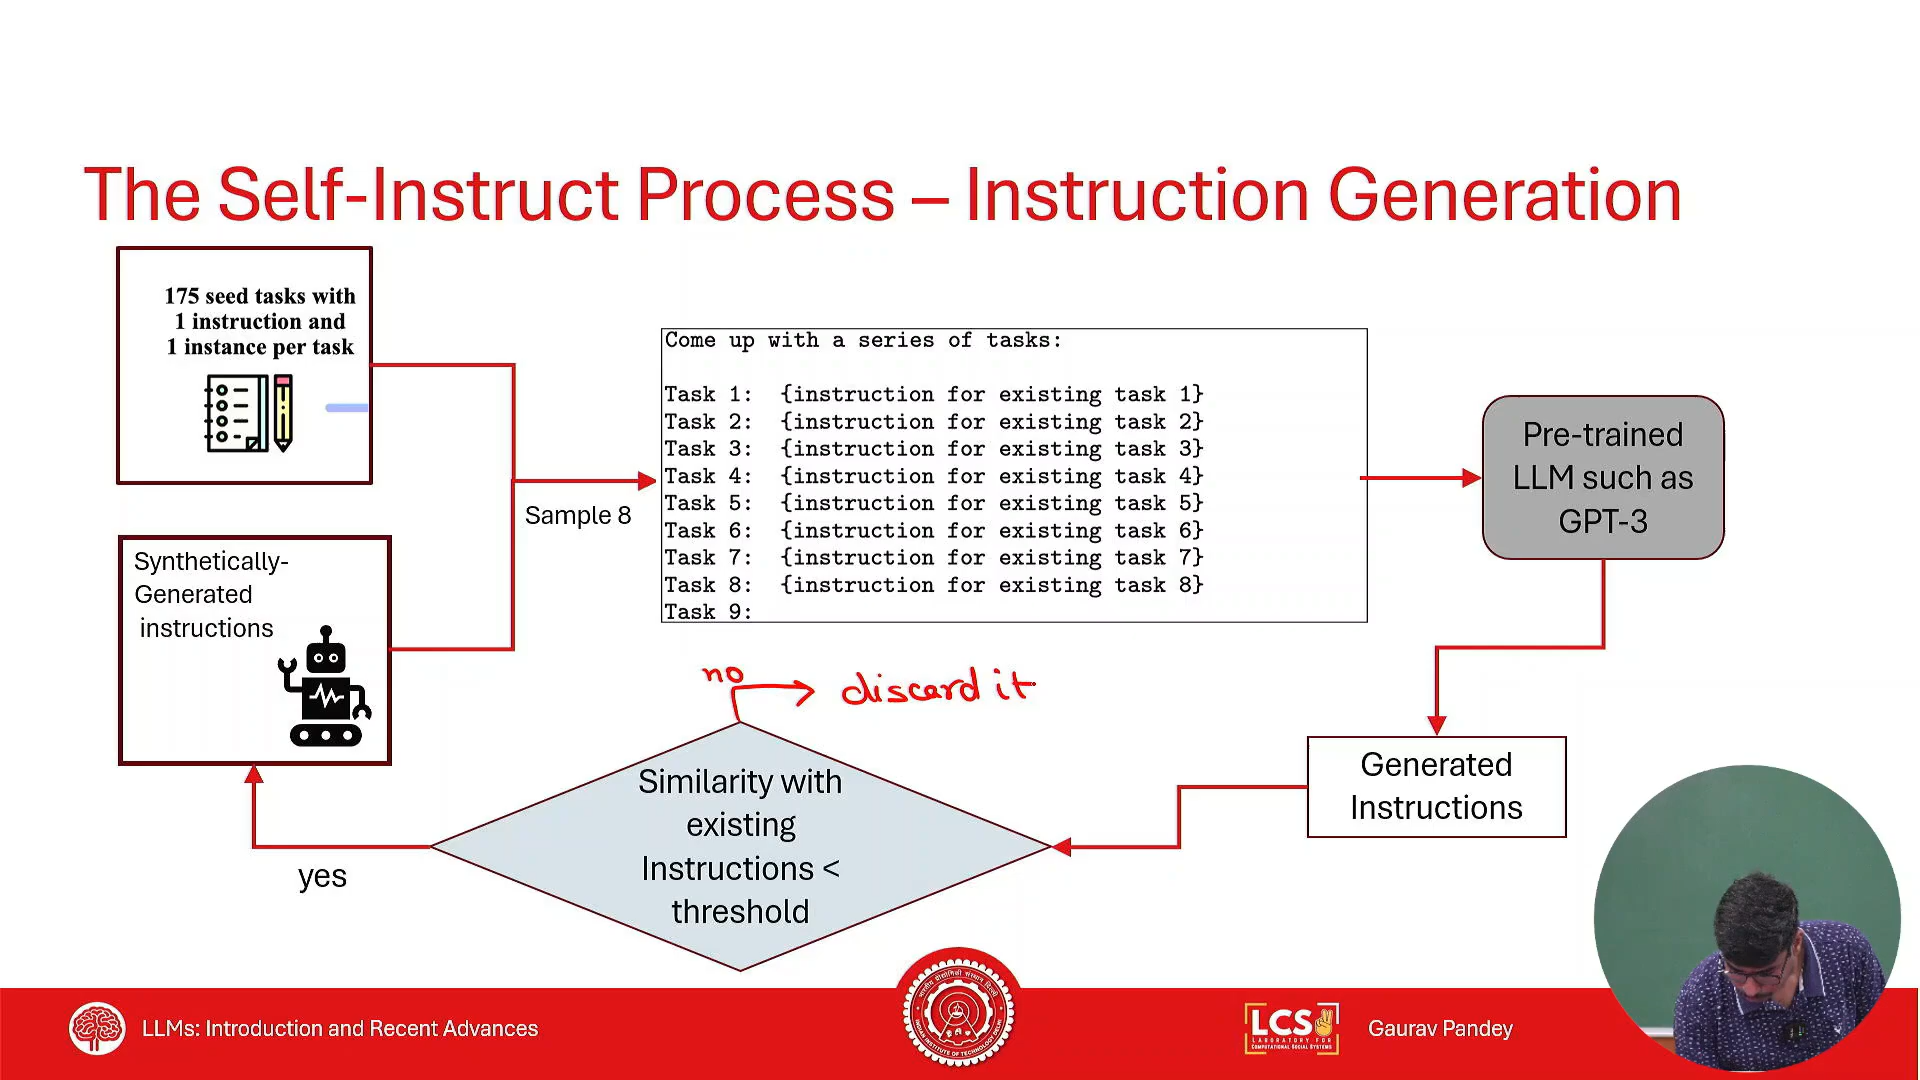 The Self-Instruct Process – Instruction Generation
175 seed tasks with
1 instruction and
1 instance per task
Synthetically-
Generated
instructions
Sample 8
Come up with a series of tasks:
Task 1: {instruction for existing task 1}
Task 2: {instruction for existing task 2}
Task 3: {instruction for existing task 3}
Task 4: {instruction for existing task 4}
Task 5: {instruction for existing task 5}
Task 6: {instruction for existing task 6}
Task 7: {instruction for existing task 7}
Task 8: {instruction for existing task 8}
Task 9:
Pre-trained
LLM such as
GPT-3
Generated
Instructions
no
discard it
Similarity with
existing
Instructions <
threshold
yes
LLMs: Introduction and Recent Advances
LCS
LABORATORY FOR
COMPUTATIONAL SOCIAL SYSTEMS
Gaurav Pandey